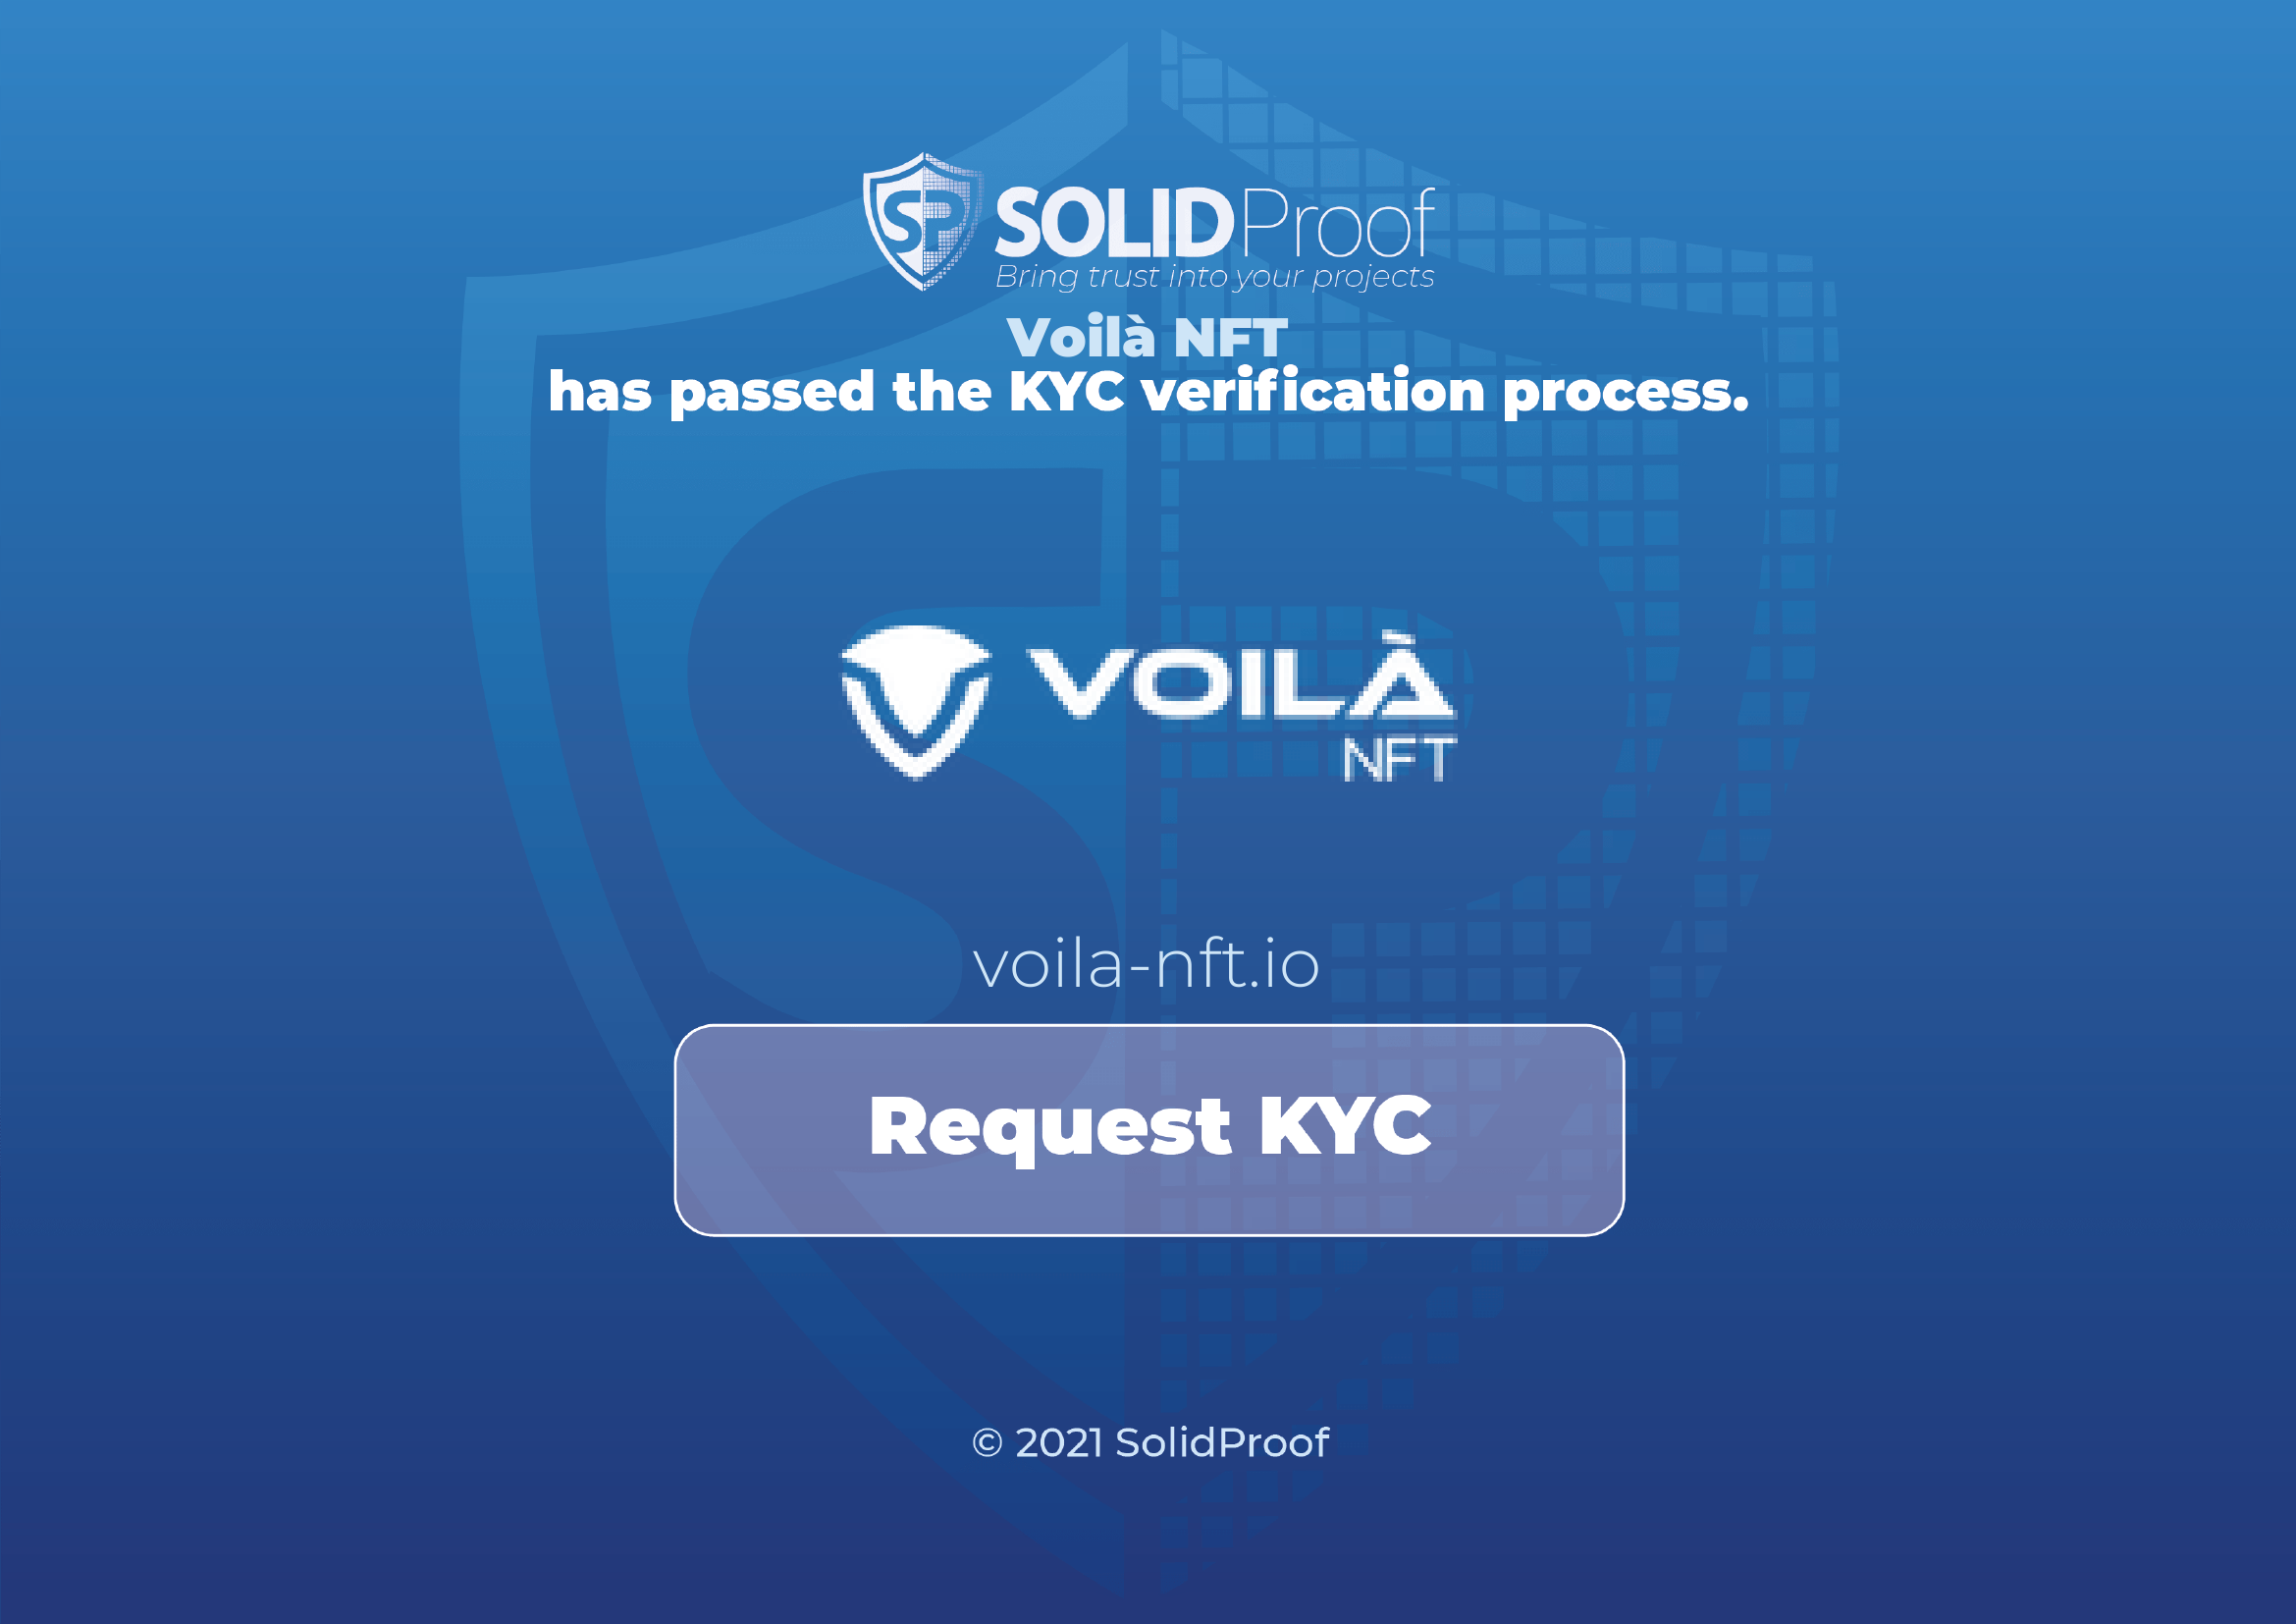 SP SOLIDProof
Bring trust into your projects
Voilà NFT
has passed the KYC verification process.
VOILÀ
NFT
voila-nft.io
Request KYC
© 2021 SolidProof